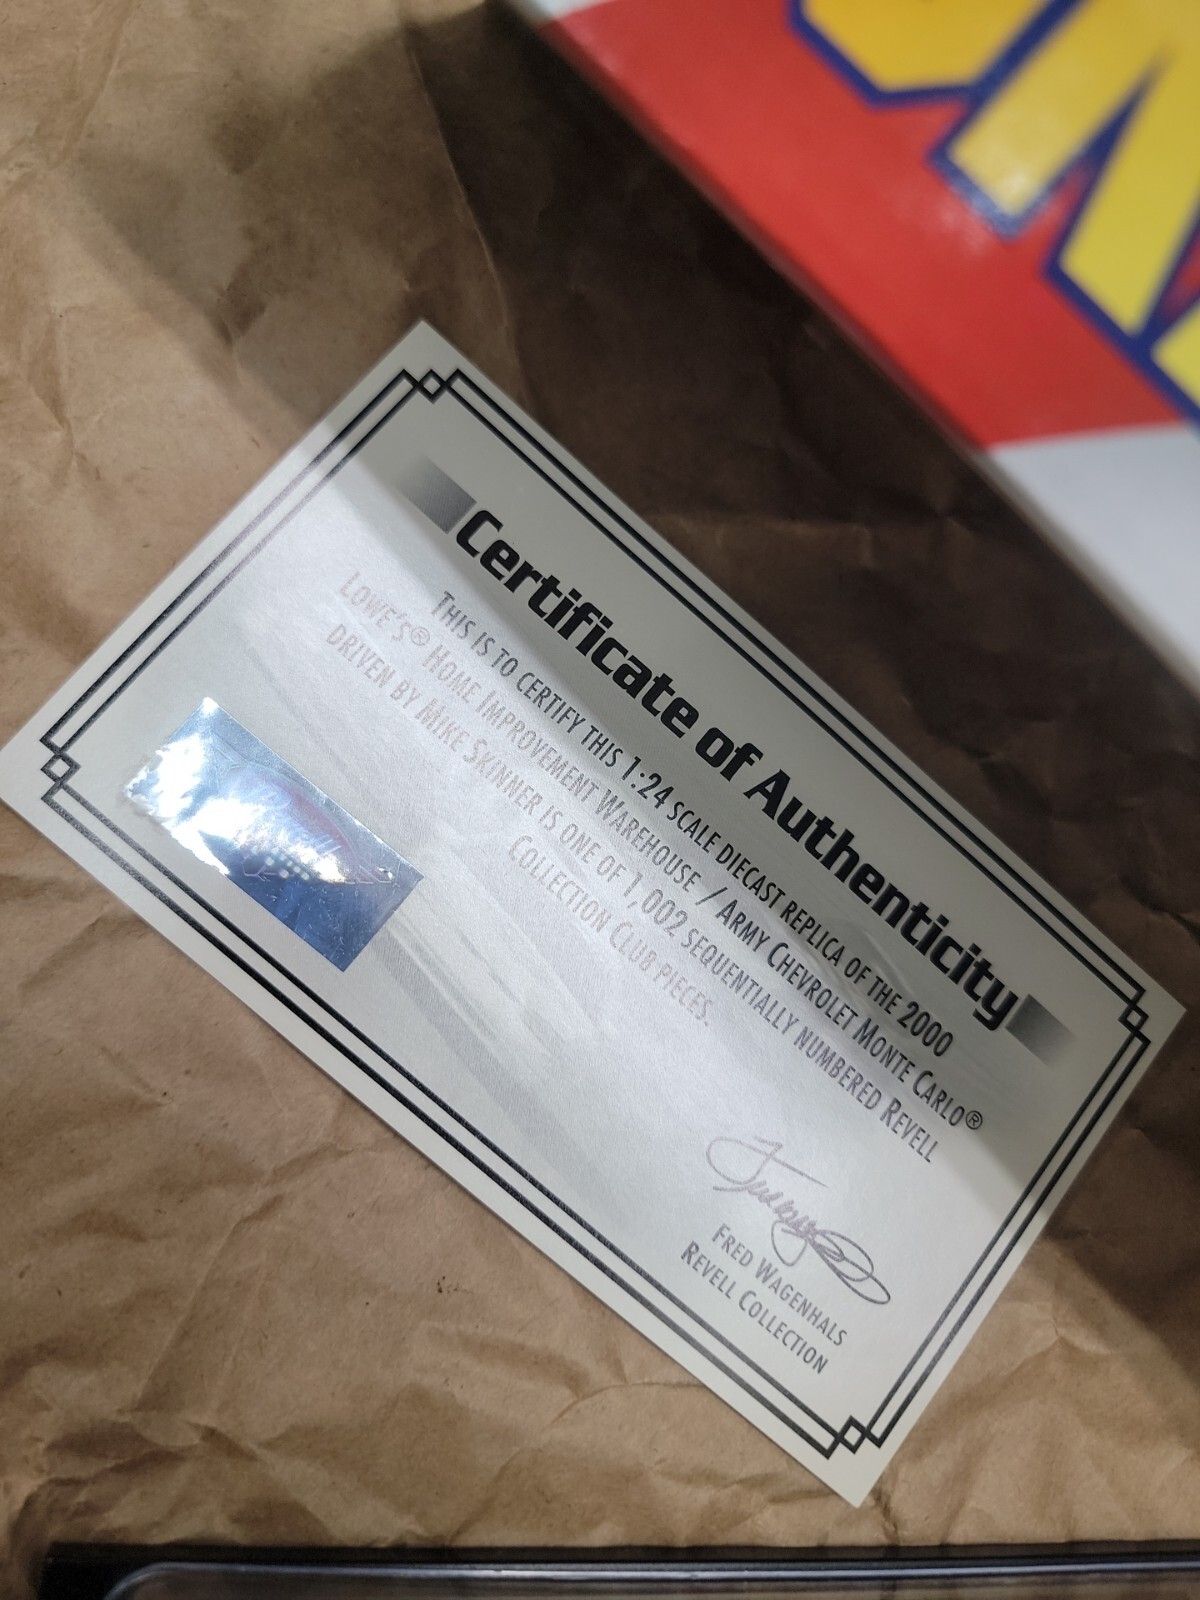 Certificate of Authenticity
THIS IS TO CERTIFY THIS 1:24 SCALE DIECAST REPLICA OF THE 2000
LOWE'S® HOME IMPROVEMENT WAREHOUSE / ARMY CHEVROLET MONTE CARLO®
DRIVEN BY MIKE SKINNER IS ONE OF 1,002 SEQUENTIALLY NUMBERED REVELL
COLLECTION CLUB PIECES.
FRED WAGENHALS
REVELL COLLECTION